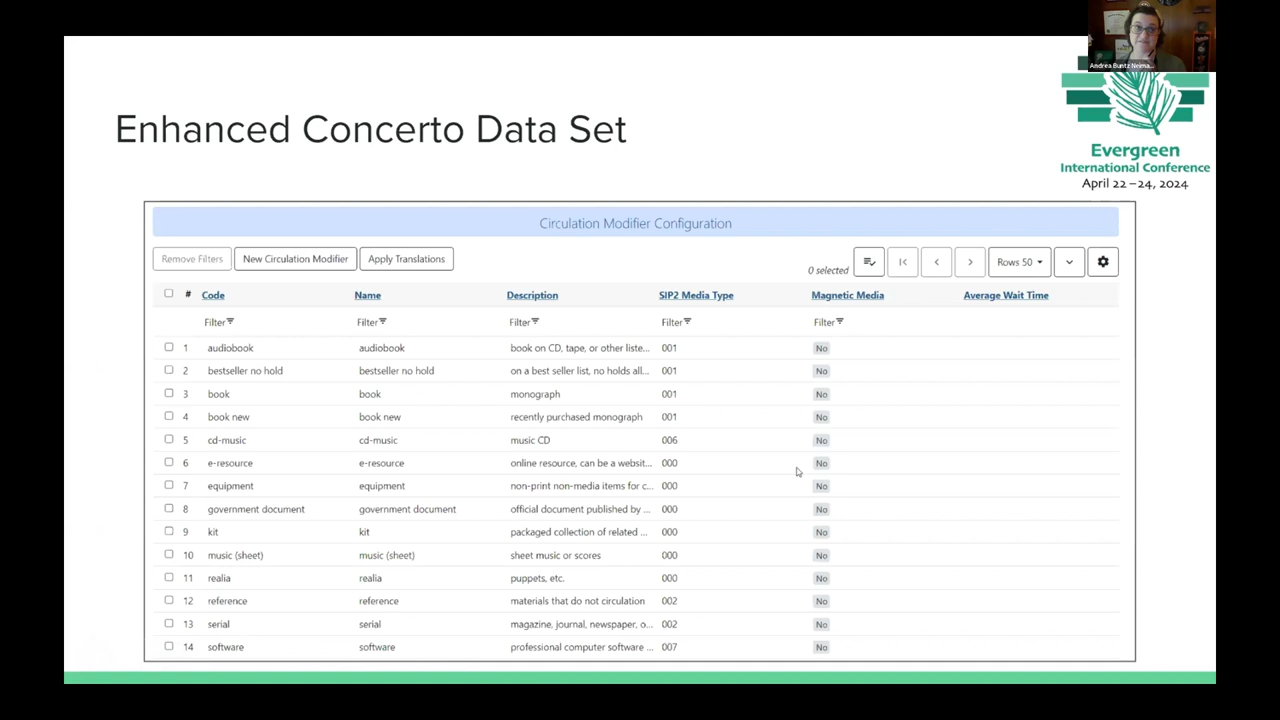 Andrea Buntz Neima...
Enhanced Concerto Data Set
Evergreen
International Conference
April 22–24, 2024
Circulation Modifier Configuration
Remove Filters New Circulation Modifier Apply Translations 0 selected Rows 50
# Code Name Description SIP2 Media Type Magnetic Media Average Wait Time
Filter Filter Filter Filter Filter
1 audiobook audiobook book on CD, tape, or other liste... 001 No
2 bestseller no hold bestseller no hold on a best seller list, no holds all... 001 No
3 book book monograph 001 No
4 book new book new recently purchased monograph 001 No
5 cd-music cd-music music CD 006 No
6 e-resource e-resource online resource, can be a websit... 000 No
7 equipment equipment non-print non-media items for c... 000 No
8 government document government document official document published by ... 000 No
9 kit kit packaged collection of related ... 000 No
10 music (sheet) music (sheet) sheet music or scores 000 No
11 realia realia puppets, etc. 000 No
12 reference reference materials that do not circulation 002 No
13 serial serial magazine, journal, newspaper, o... 002 No
14 software software professional computer software ... 007 No